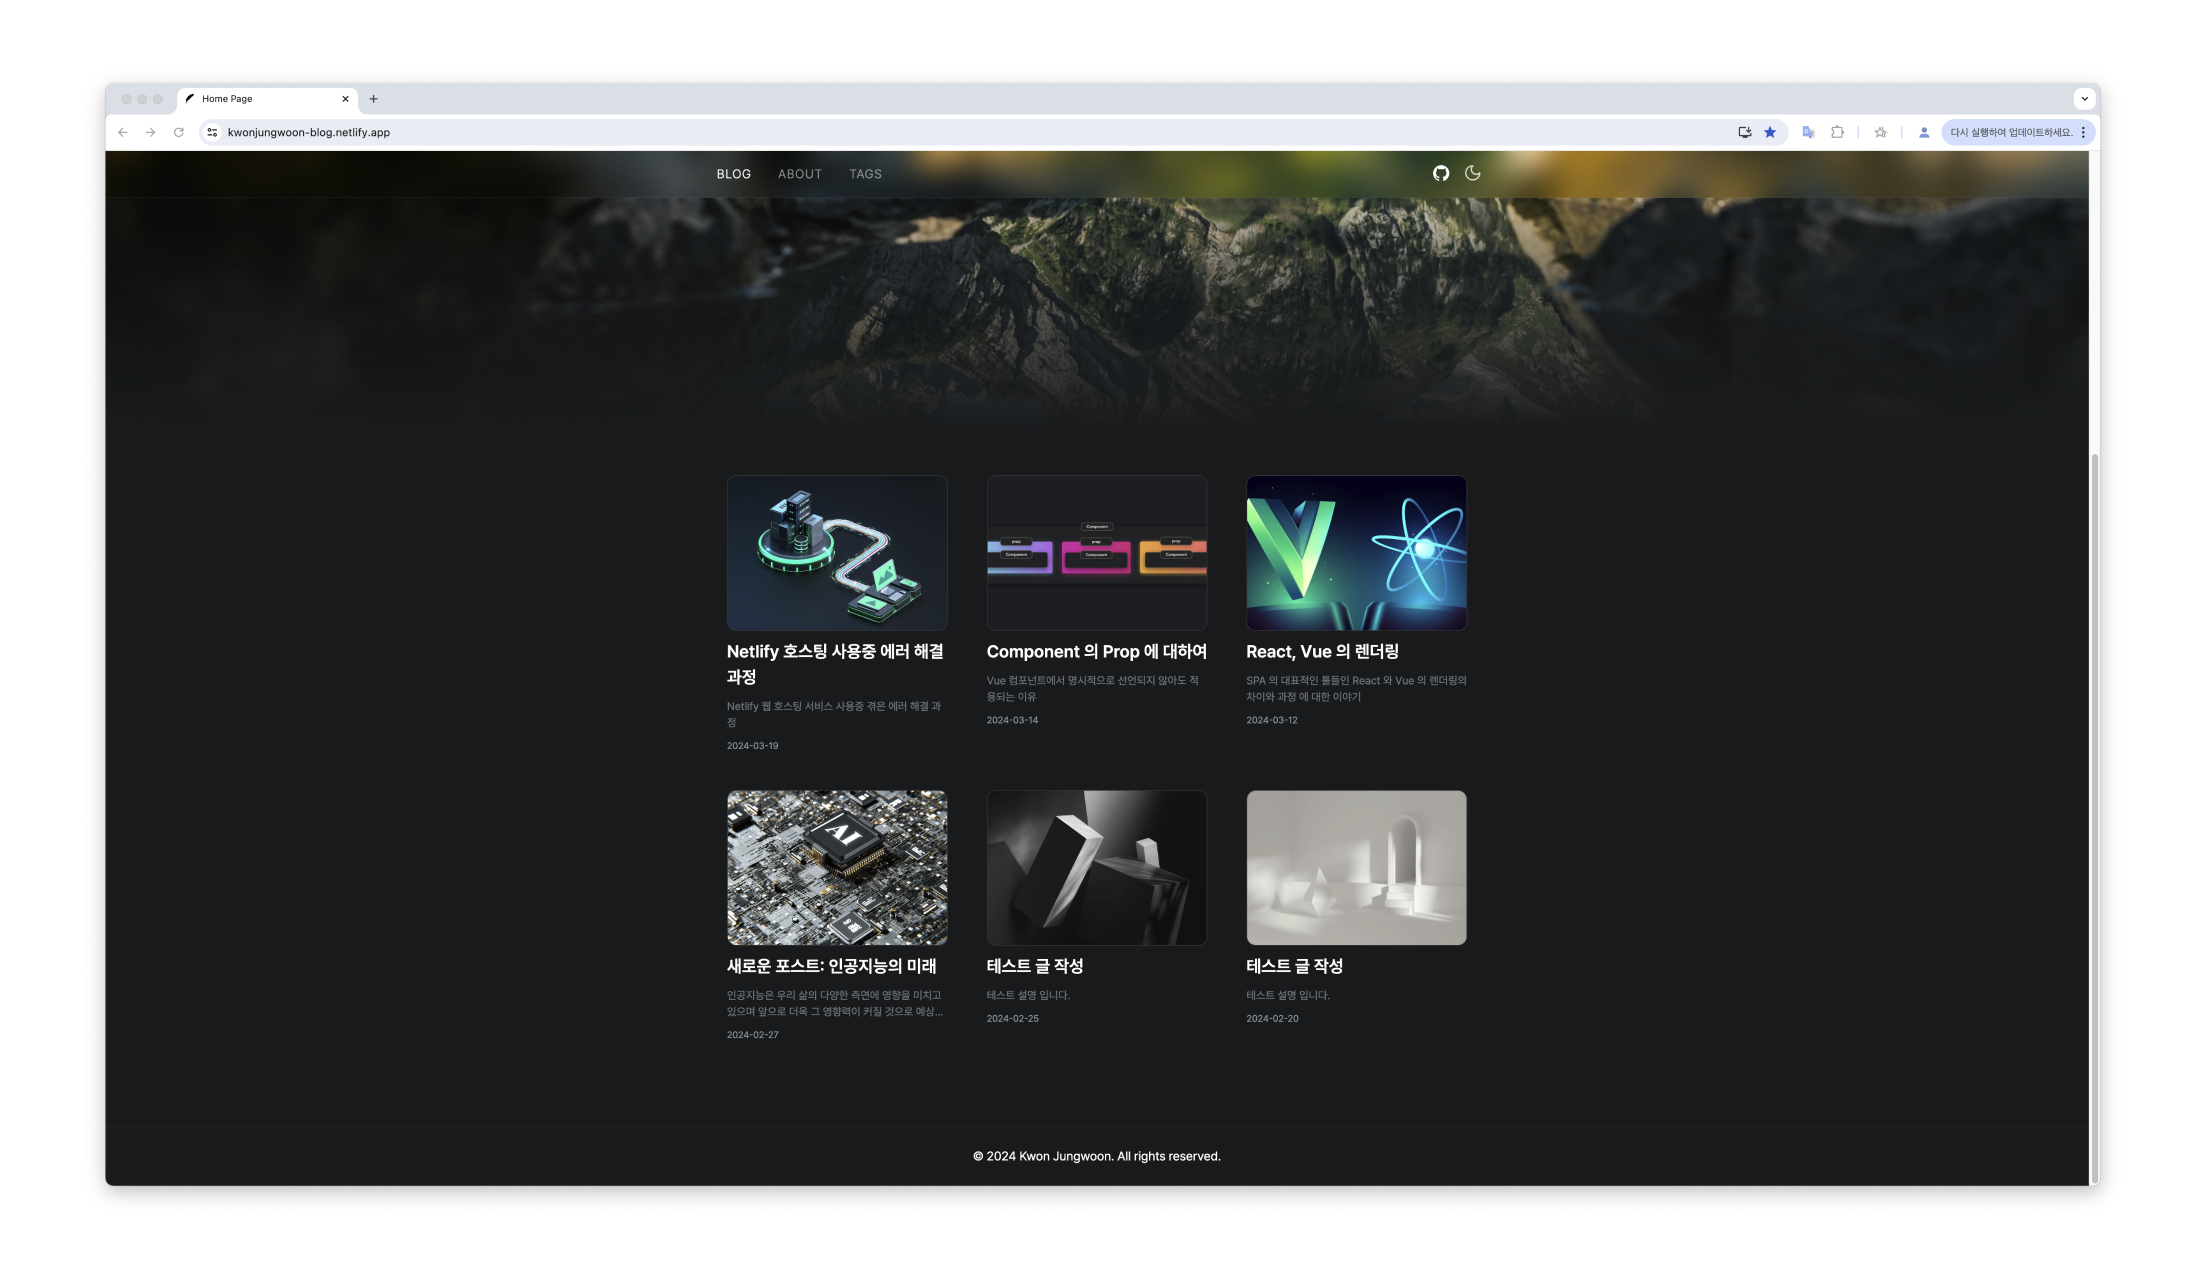 Home Page
kwonjungwoon-blog.netlify.app
다시 실행하여 업데이트하세요.
BLOG
ABOUT
TAGS
Component
prop
prop
prop
Component
Component
Component
Netlify 호스팅 사용중 에러 해결
과정
Netlify 웹 호스팅 서비스 사용중 겪은 에러 해결 과
정
2024-03-19
Component 의 Prop 에 대하여
Vue 컴포넌트에서 명시적으로 선언되지 않아도 적
용되는 이유
2024-03-14
React, Vue 의 렌더링
SPA 의 대표적인 툴들인 React 와 Vue 의 렌더링의
차이와 과정 에 대한 이야기
2024-03-12
AI
새로운 포스트: 인공지능의 미래
인공지능은 우리 삶의 다양한 측면에 영향을 미치고
있으며 앞으로 더욱 그 영향력이 커질 것으로 예상...
2024-02-27
테스트 글 작성
테스트 설명 입니다.
2024-02-25
테스트 글 작성
테스트 설명 입니다.
2024-02-20
© 2024 Kwon Jungwoon. All rights reserved.